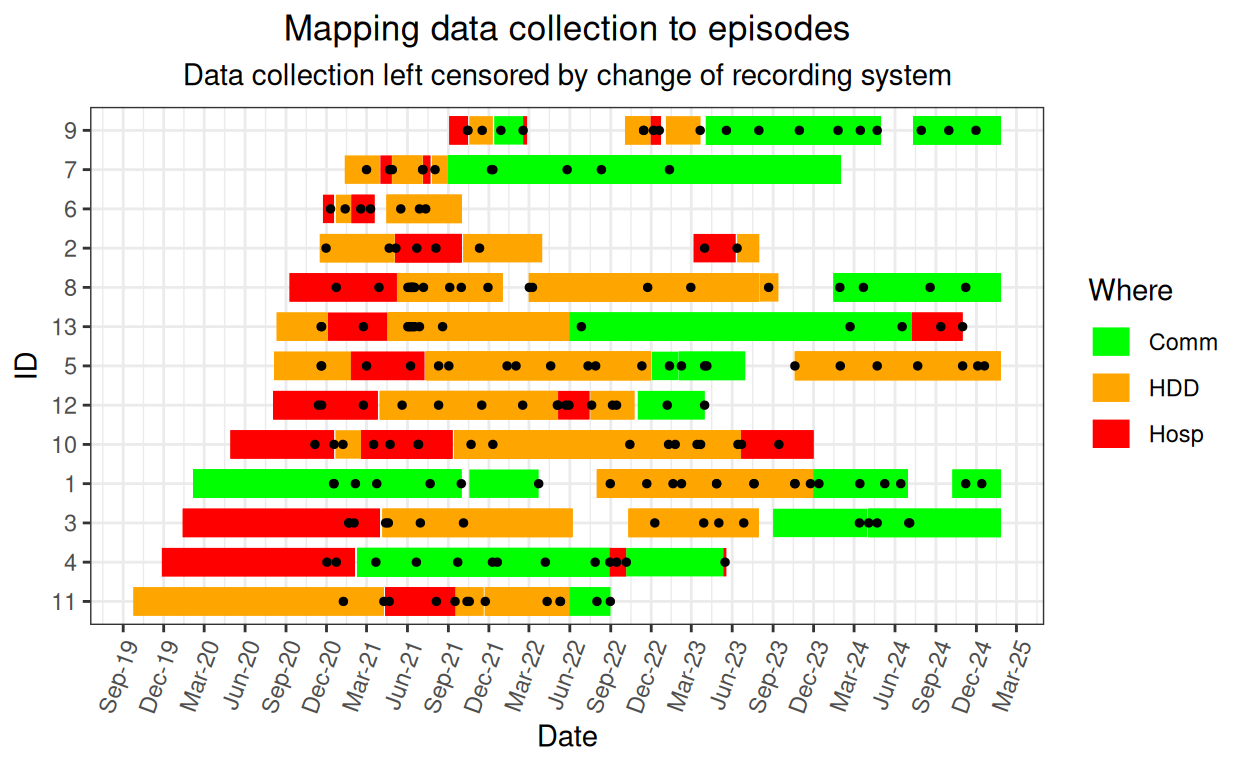 Mapping data collection to episodes
Data collection left censored by change of recording system
ID
9
7
6
2
8
13
5
12
10
1
3
4
11
Sep-19
Dec-19
Mar-20
Jun-20
Sep-20
Dec-20
Mar-21
Jun-21
Sep-21
Dec-21
Mar-22
Jun-22
Sep-22
Dec-22
Mar-23
Jun-23
Sep-23
Dec-23
Mar-24
Jun-24
Sep-24
Dec-24
Mar-25
Date
Where
Comm
HDD
Hosp